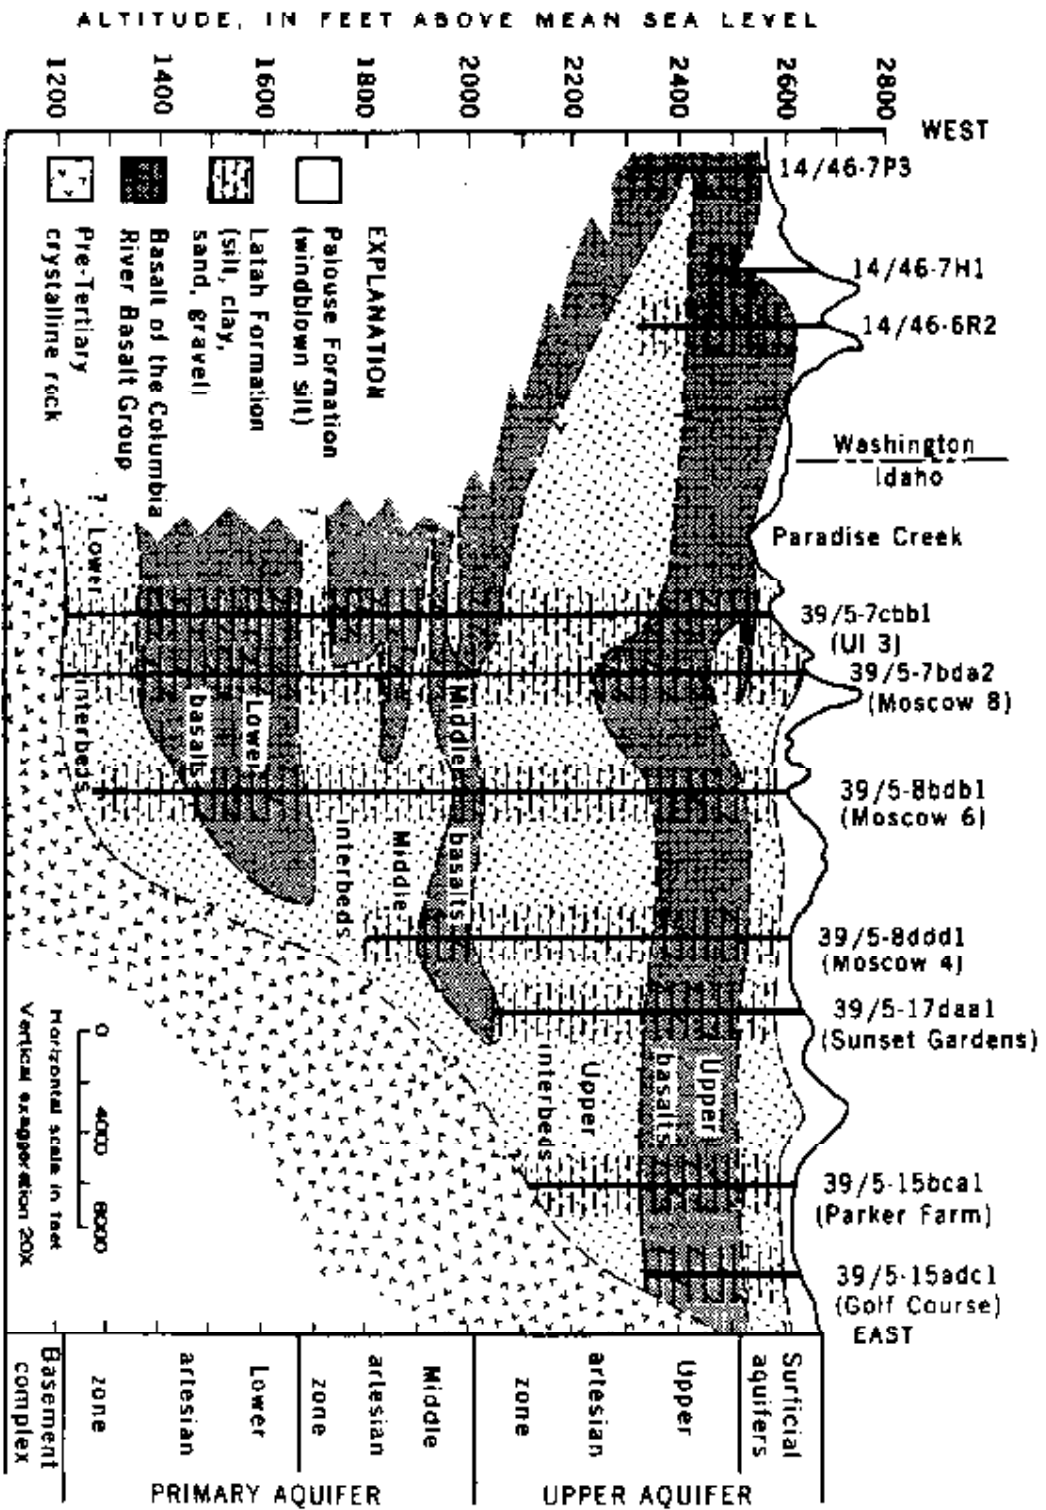 ALTITUDE, IN FEET ABOVE MEAN SEA LEVEL
1200
1400
1600
1800
2000
2200
2400
2600
2800
WEST
14/46-7P3
14/46-7H1
14/46-6R2
Washington
Idaho
Paradise Creek
39/5-7cbb1
(UI 3)
39/5-7bda2
(Moscow 8)
39/5-8bdb1
(Moscow 6)
39/5-8ddd1
(Moscow 4)
39/5-17daa1
(Sunset Gardens)
39/5-15bca1
(Parker Farm)
39/5-15adc1
(Golf Course)
EAST
EXPLANATION
Palouse Formation
(windblown silt)
Latah Formation
(silt, clay,
sand, gravel)
Basalt of the Columbia
River Basalt Group
Pre-Tertiary
crystalline rock
? Lower
interbeds
Lower
basalts
?
Middle
interbeds
Middle basalts
Upper
interbeds
Upper
basalts
0 4000 8000
Horizontal scale in feet
Vertical exaggeration 20X
Surficial
aquifers
Upper
artesian
zone
Middle
artesian
zone
Lower
artesian
zone
Basement
complex
PRIMARY AQUIFER
UPPER AQUIFER